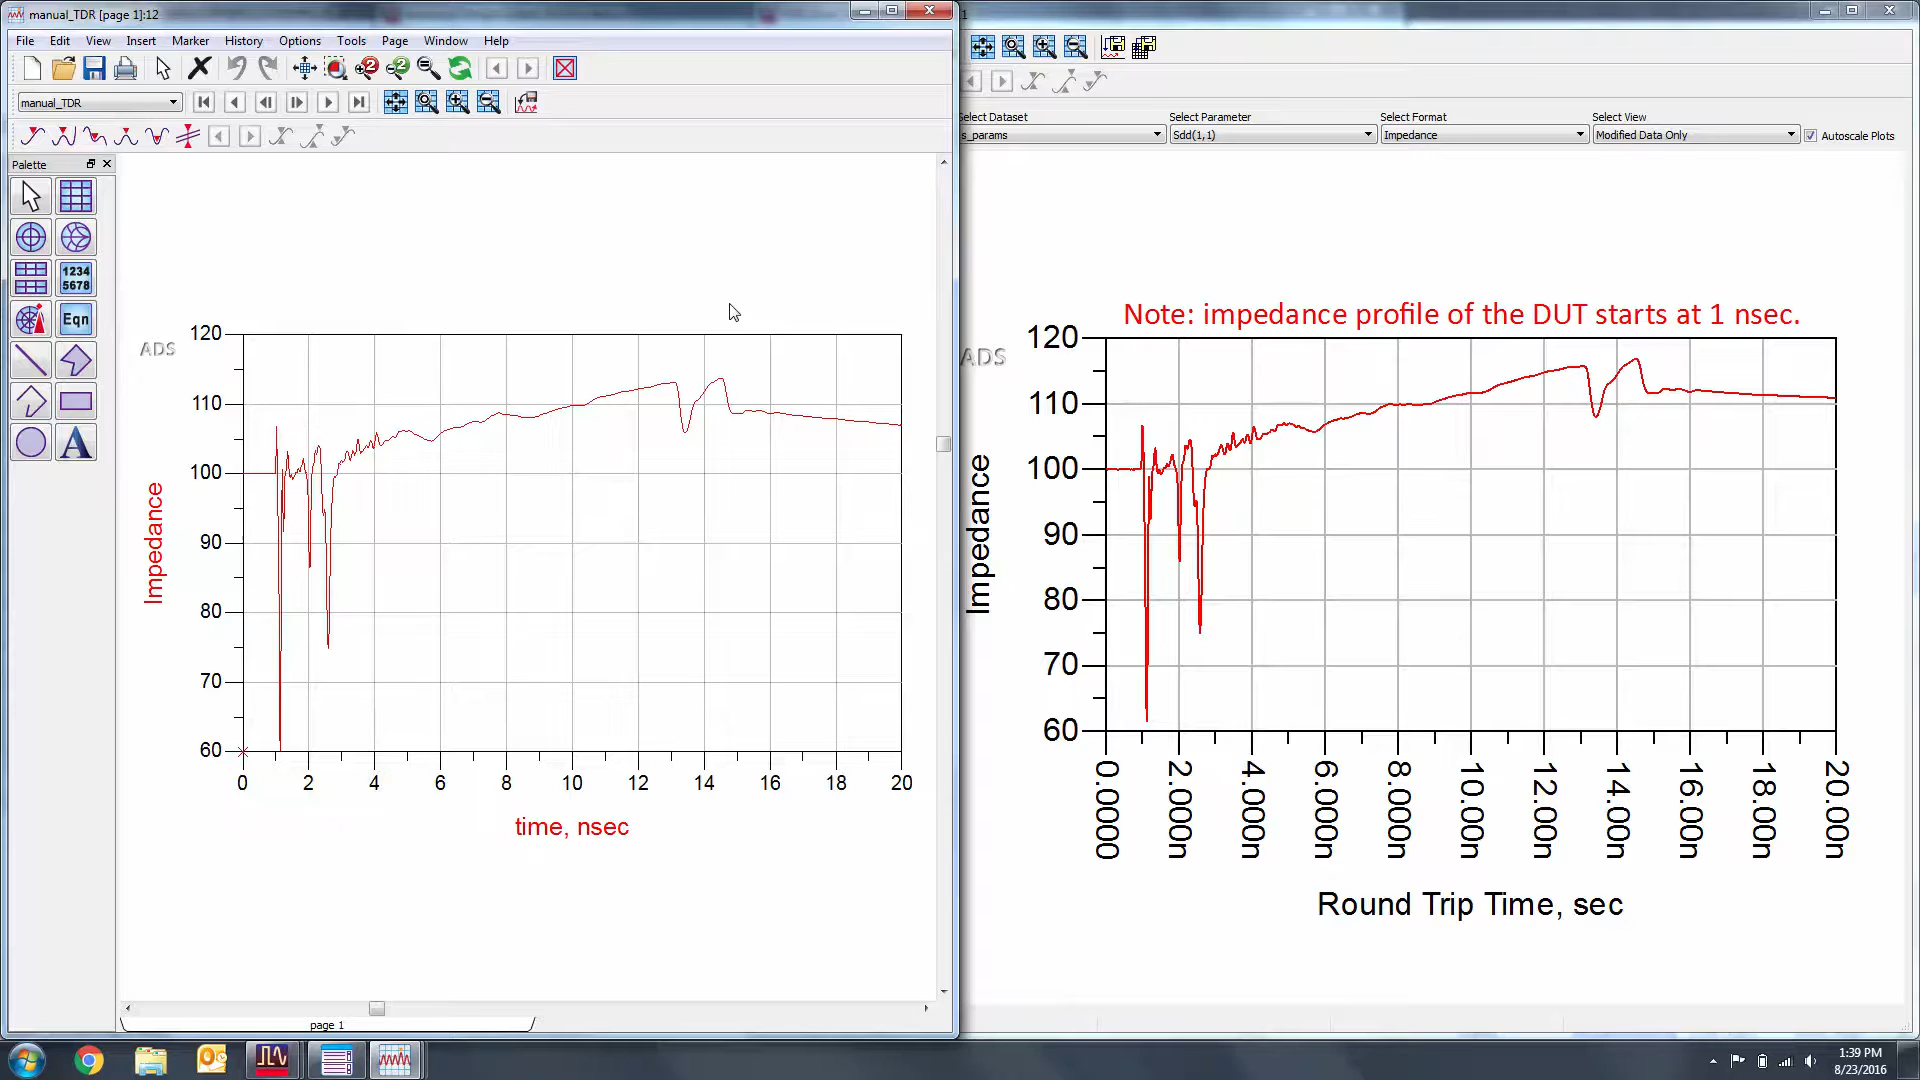 manual_TDR [page 1]:12
File Edit View Insert Marker History Options Tools Page Window Help
manual_TDR
Palette
1234
5678
Eqn
A
ADS
120
110
100
90
80
70
60
Impedance
0 2 4 6 8 10 12 14 16 18 20
time, nsec
page 1
1
Select Parameter Select Format Select View
s_params Sdd(1,1) Impedance Modified Data Only Autoscale Plots
Note: impedance profile of the DUT starts at 1 nsec.
ADS
120
110
100
90
80
70
60
Impedance
0.0000 2.000n 4.000n 6.000n 8.000n 10.00n 12.00n 14.00n 16.00n 18.00n 20.00n
Round Trip Time, sec
1:39 PM
8/23/2016